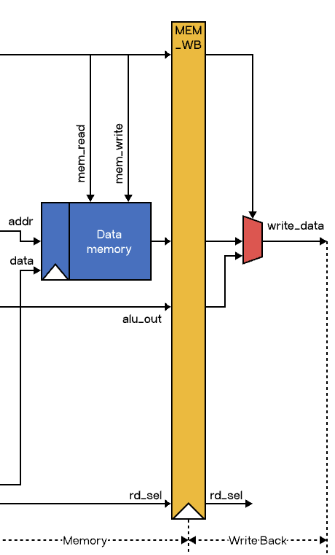 MEM
_WB
mem_read
mem_write
addr
Data
memory
write_data
data
alu_out
rd_sel
rd_sel
Memory
Write Back